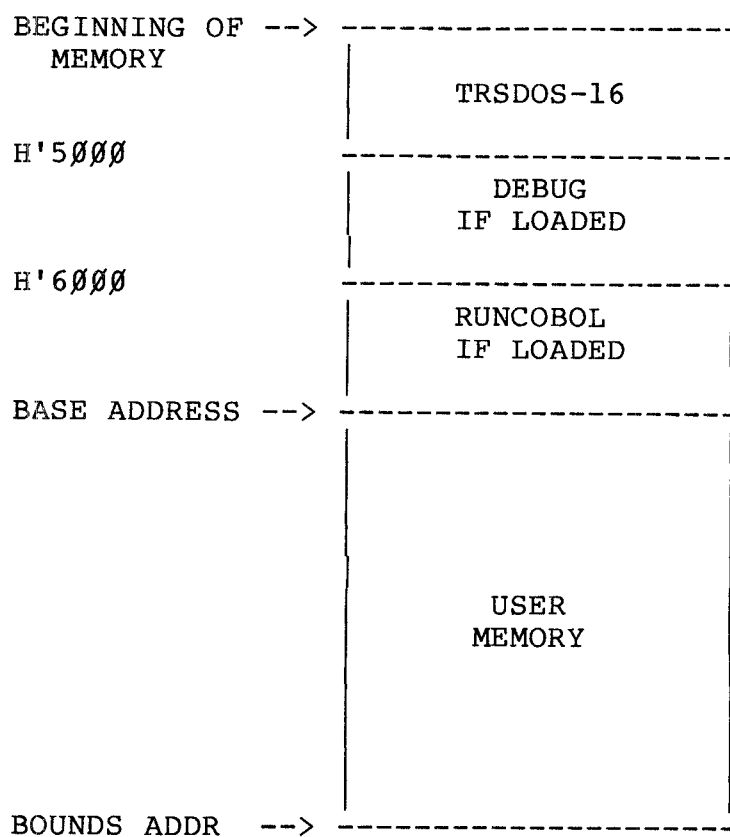 BEGINNING OF -->
MEMORY
TRSDOS-16
H'5ØØØ
DEBUG
IF LOADED
H'6ØØØ
RUNCOBOL
IF LOADED
BASE ADDRESS -->
USER
MEMORY
BOUNDS ADDR -->